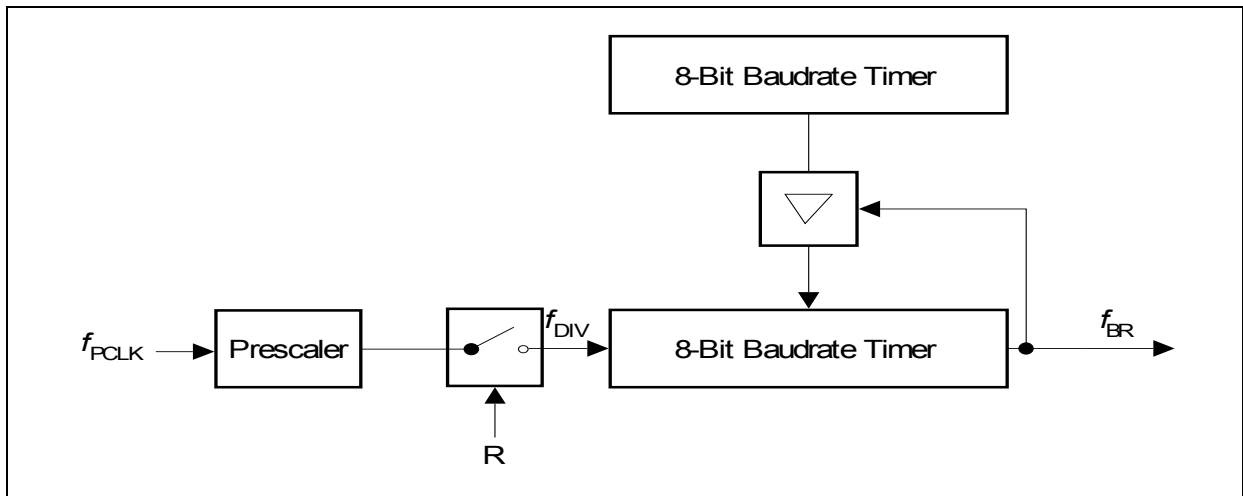 8-Bit Baudrate Timer
fPCLK
Prescaler
fDIV
8-Bit Baudrate Timer
fBR
R